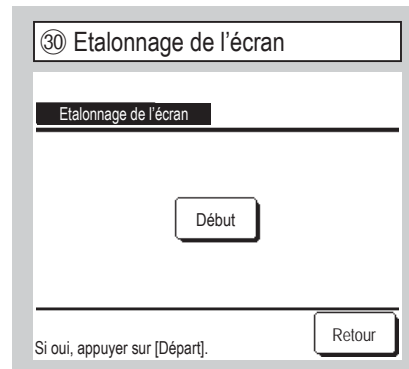 ㉚ Etalonnage de l’écran
Etalonnage de l’écran
Début
Si oui, appuyer sur [Départ].
Retour